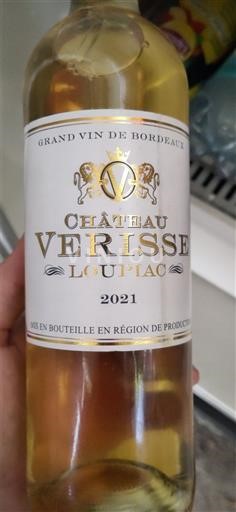 GRAND VIN DE BORDEAUX
V
CHÂTEAU
VERISSE
LOUPIAC
2021
MIS EN BOUTEILLE EN RÉGION DE PRODUCTION